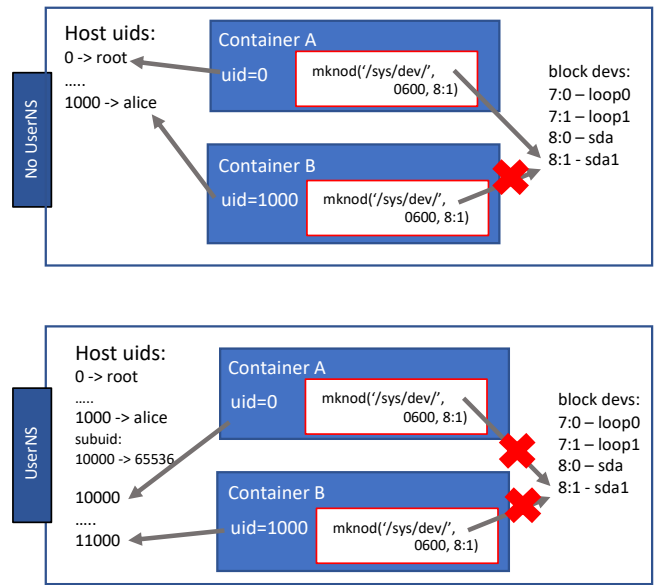 No UserNS
Host uids:
0 -> root
.....
1000 -> alice
Container A
uid=0
mknod('/sys/dev/',
0600, 8:1)
Container B
uid=1000
mknod('/sys/dev/',
0600, 8:1)
block devs:
7:0 – loop0
7:1 – loop1
8:0 – sda
8:1 - sda1
UserNS
Host uids:
0 -> root
.....
1000 -> alice
subuid:
10000 -> 65536
10000
.....
11000
Container A
uid=0
mknod('/sys/dev/',
0600, 8:1)
Container B
uid=1000
mknod('/sys/dev/',
0600, 8:1)
block devs:
7:0 – loop0
7:1 – loop1
8:0 – sda
8:1 - sda1